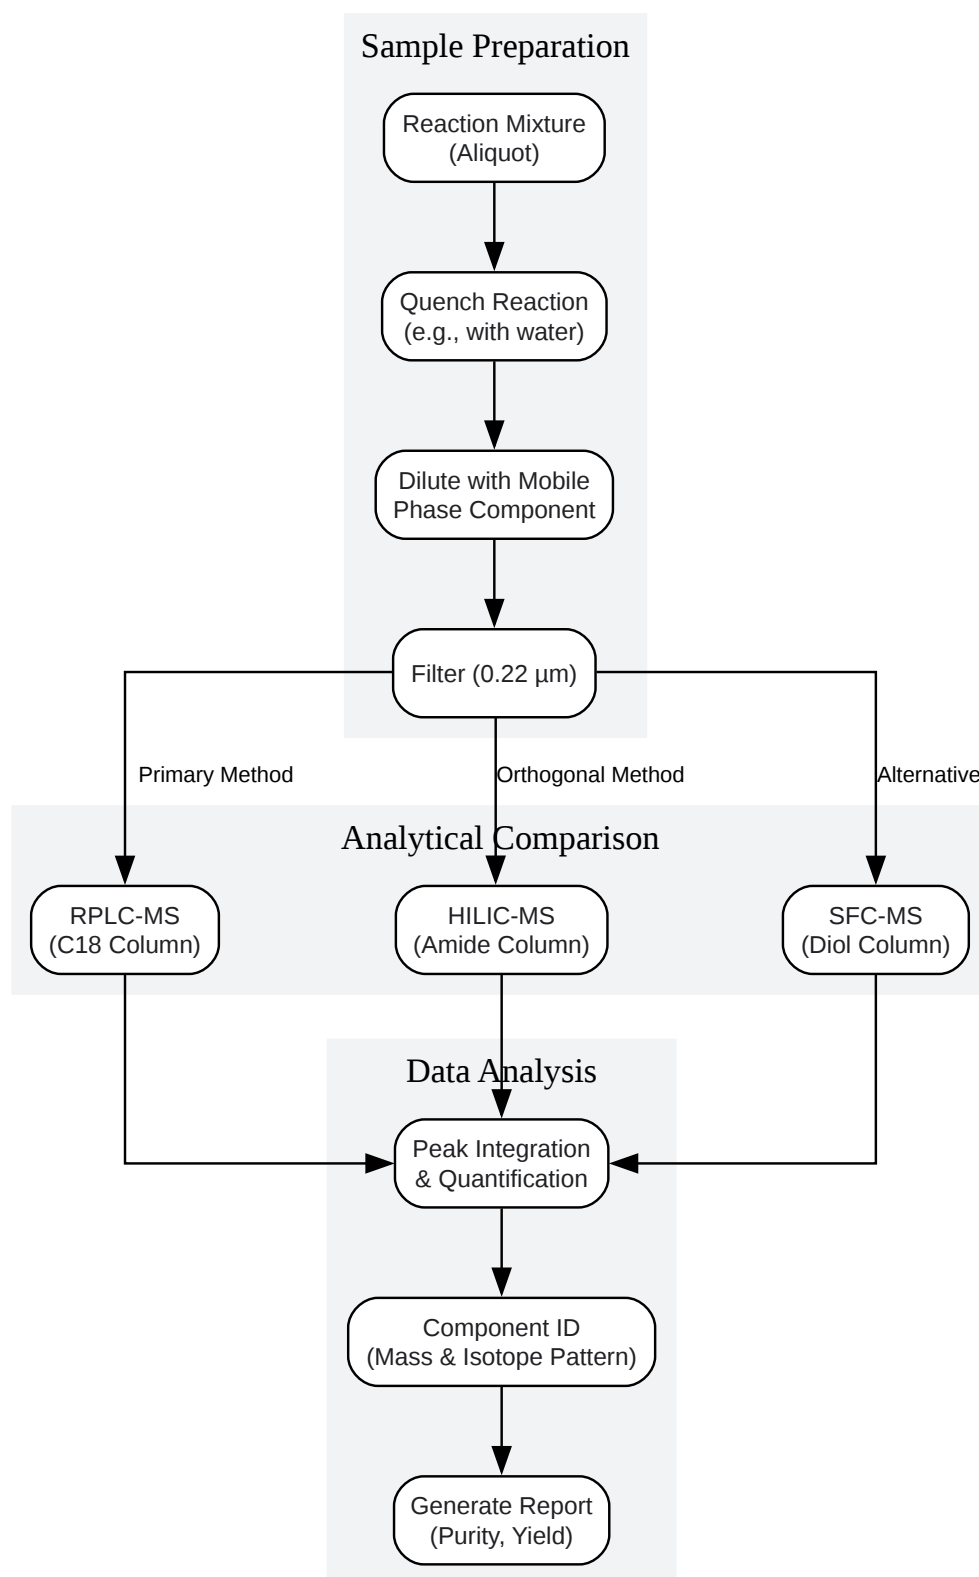 Sample Preparation
Reaction Mixture
(Aliquot)
Quench Reaction
(e.g., with water)
Dilute with Mobile
Phase Component
Filter (0.22 µm)
Primary Method
Orthogonal Method
Alternative
Analytical Comparison
RPLC-MS
(C18 Column)
HILIC-MS
(Amide Column)
SFC-MS
(Diol Column)
Data Analysis
Peak Integration
& Quantification
Component ID
(Mass & Isotope Pattern)
Generate Report
(Purity, Yield)